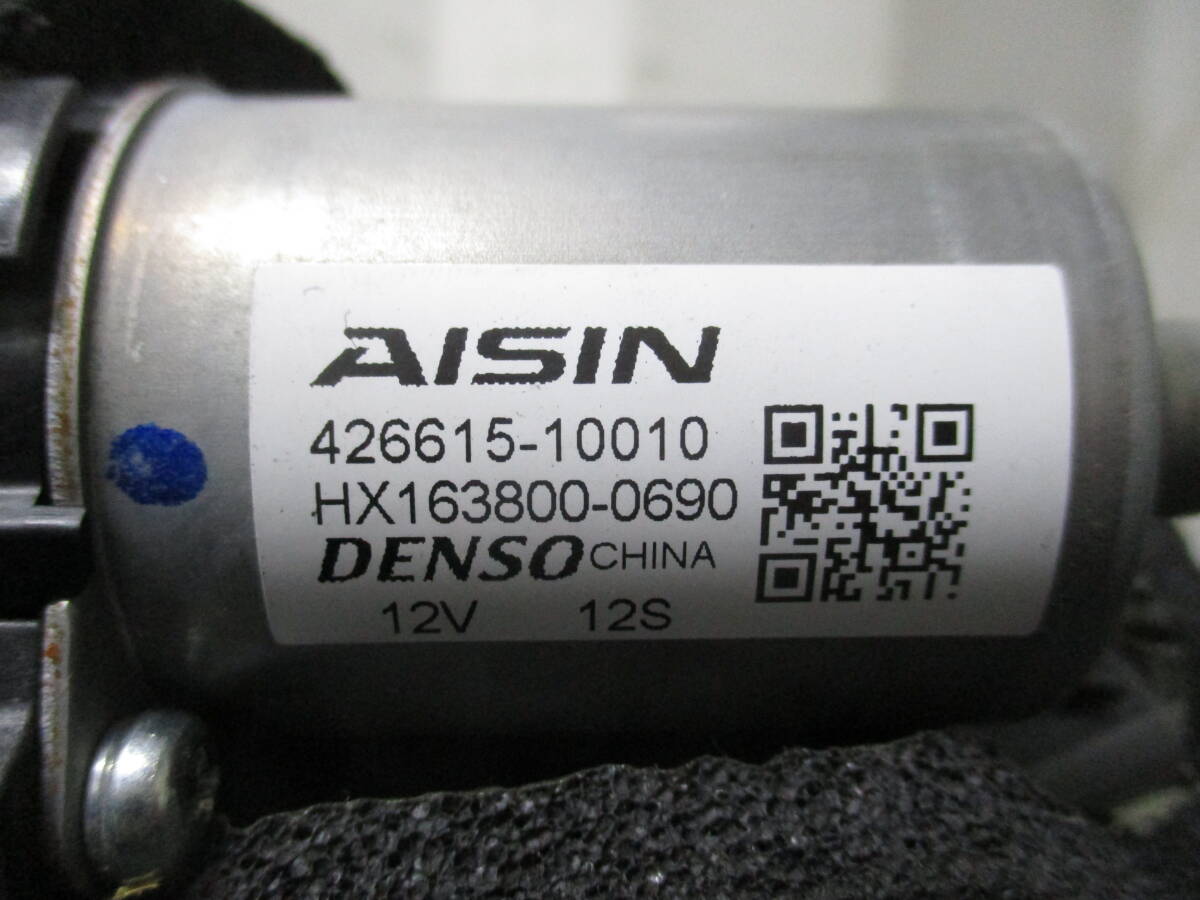 AISIN
426615-10010
HX163800-0690
DENSO CHINA
12V 12S